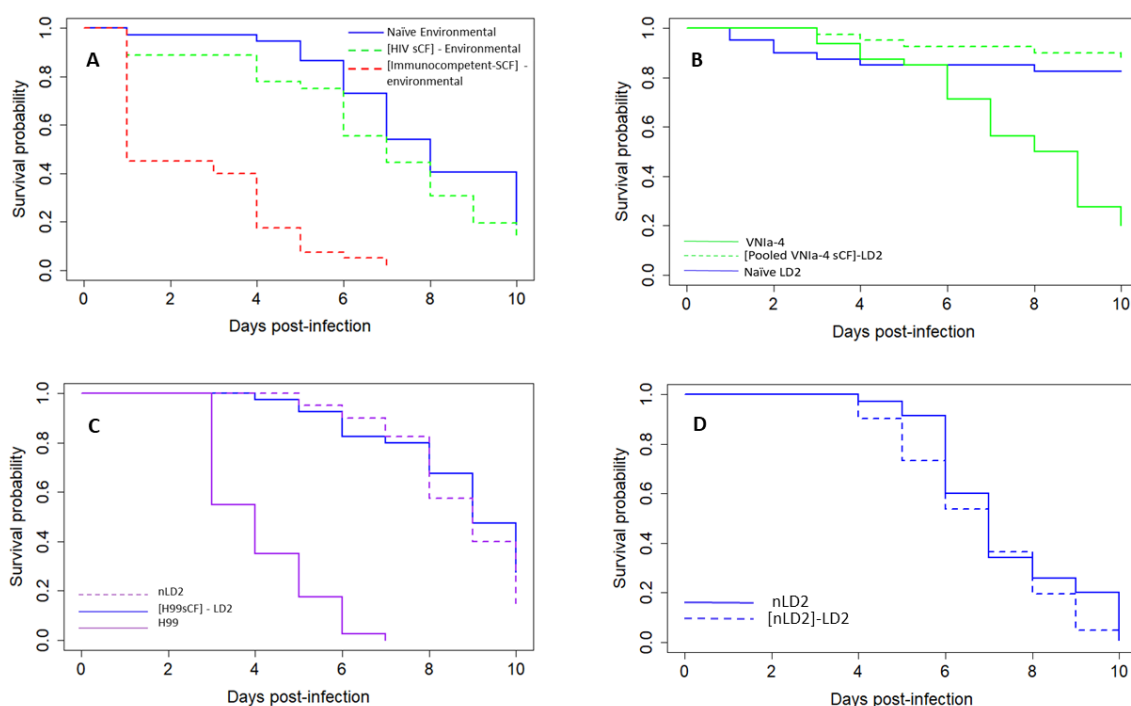 A
Naïve Environmental
[HIV sCF] - Environmental
[Immunocompetent-SCF] -
environmental
Survival probability
1.0
0.8
0.6
0.4
0.2
0.0
0 2 4 6 8 10
Days post-infection
B
VNIa-4
[Pooled VNIa-4 sCF]-LD2
Naïve LD2
Survival probability
1.0
0.8
0.6
0.4
0.2
0.0
0 2 4 6 8 10
Days post-infection
C
nLD2
[H99sCF] - LD2
H99
Survival probability
1.0
0.8
0.6
0.4
0.2
0.0
0 2 4 6 8 10
Days post-infection
D
nLD2
[nLD2]-LD2
Survival probability
1.0
0.8
0.6
0.4
0.2
0.0
0 2 4 6 8 10
Days post-infection